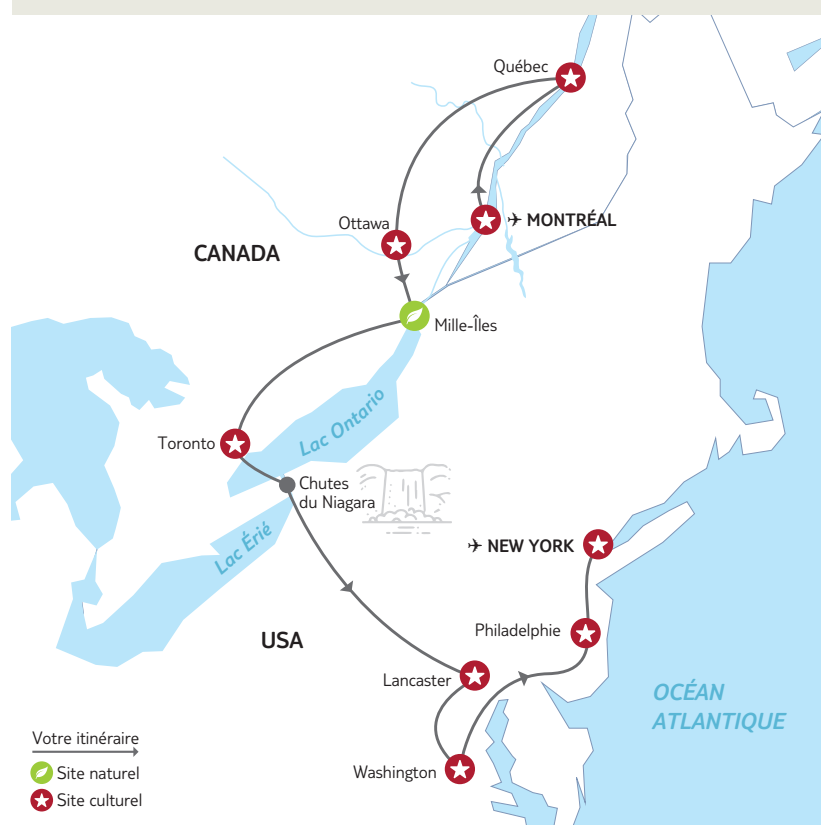 Québec
MONTRÉAL
Ottawa
CANADA
Mille-Îles
Lac Ontario
Toronto
Chutes
du Niagara
Lac Érié
NEW YORK
Philadelphie
USA
Lancaster
OCÉAN
ATLANTIQUE
Washington
Votre itinéraire
Site naturel
Site culturel